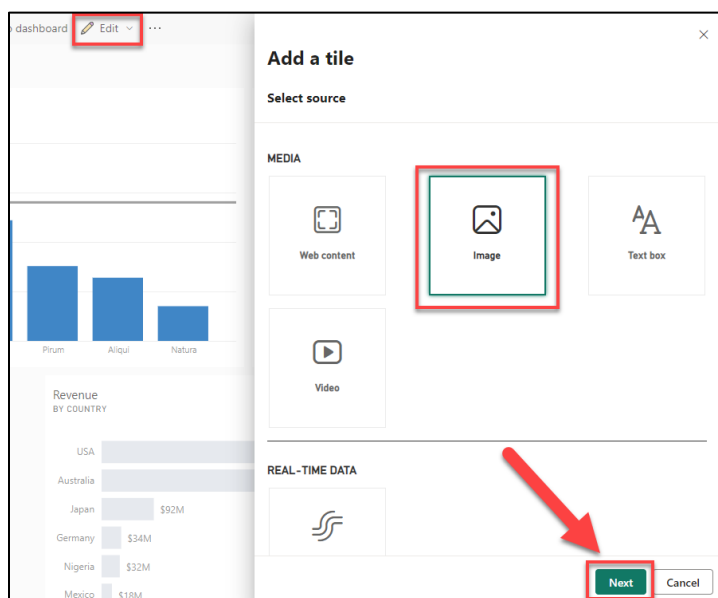 dashboard
Edit
Add a tile
Select source
MEDIA
Web content
Image
Text box
Video
REAL-TIME DATA
Next
Cancel
Pirum
Aliqui
Natura
Revenue
BY COUNTRY
USA
Australia
Japan $92M
Germany $34M
Nigeria $32M
Mexico $18M